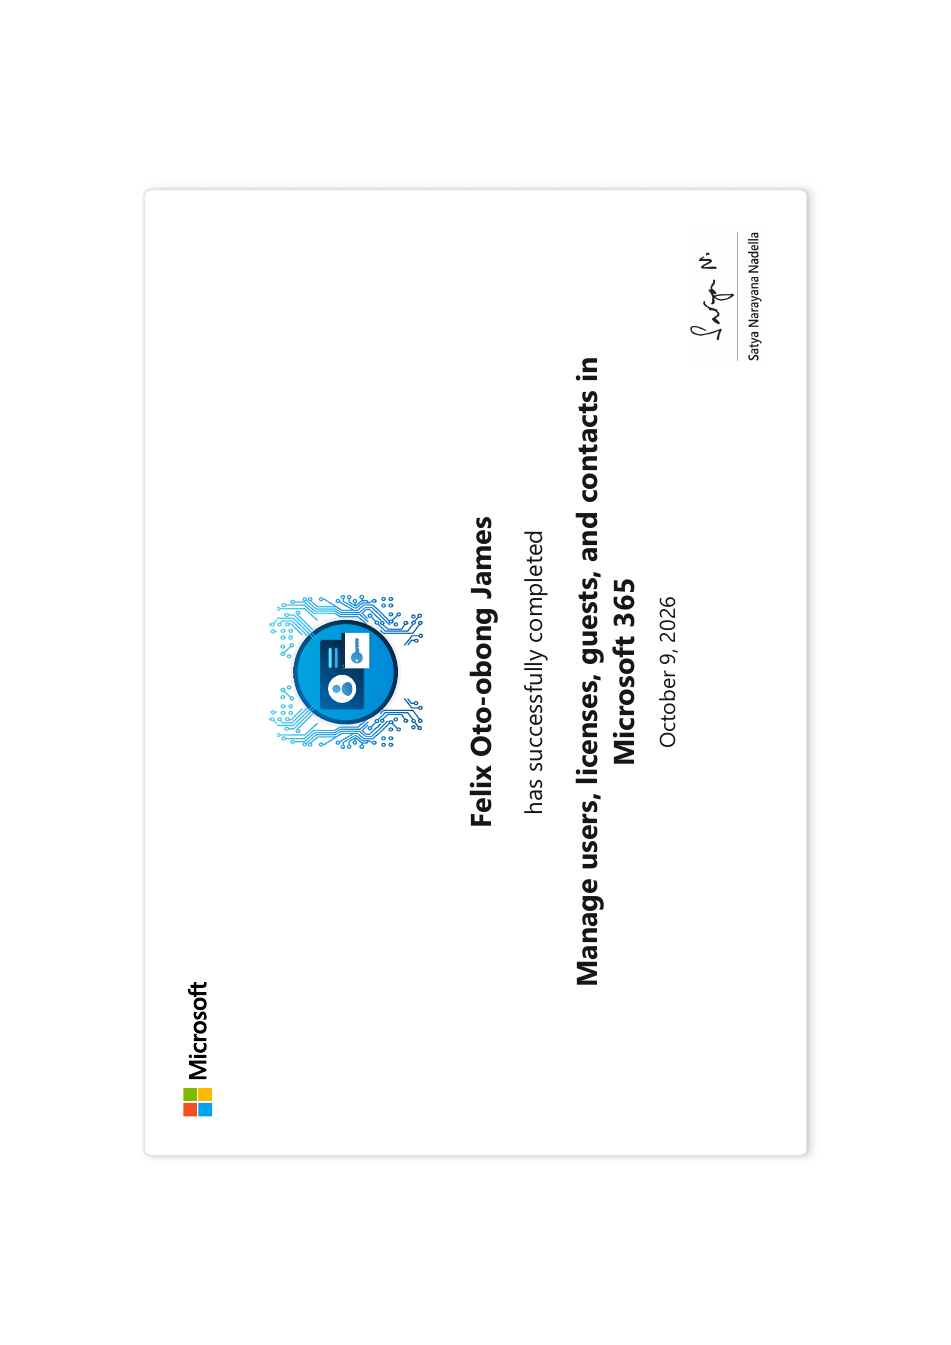 Microsoft
Felix Oto-obong James
has successfully completed
Manage users, licenses, guests, and contacts in
Microsoft 365
October 9, 2026
Satya N.
Satya Narayana Nadella